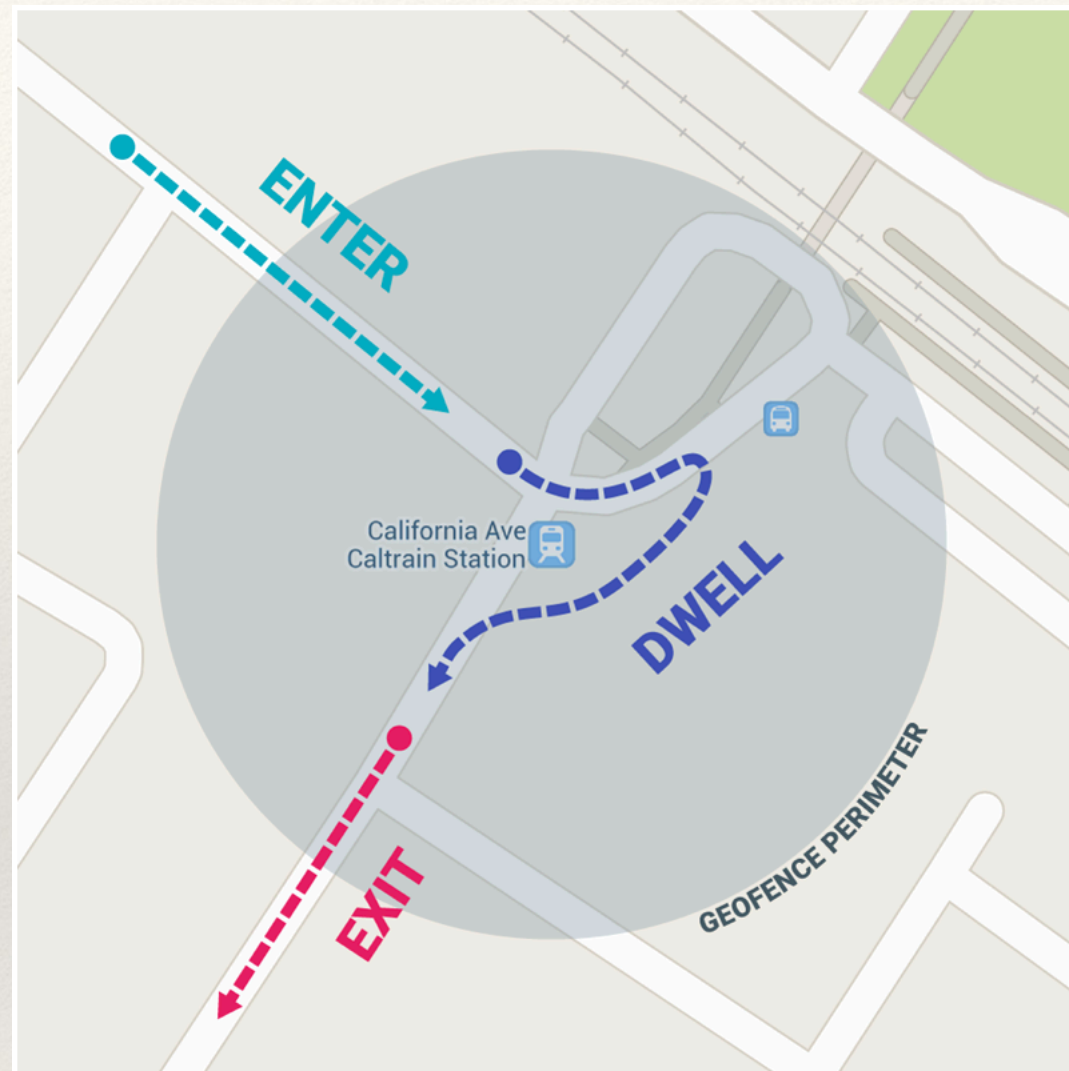 ENTER
California Ave
Caltrain Station
DWELL
GEOFENCE PERIMETER
EXIT